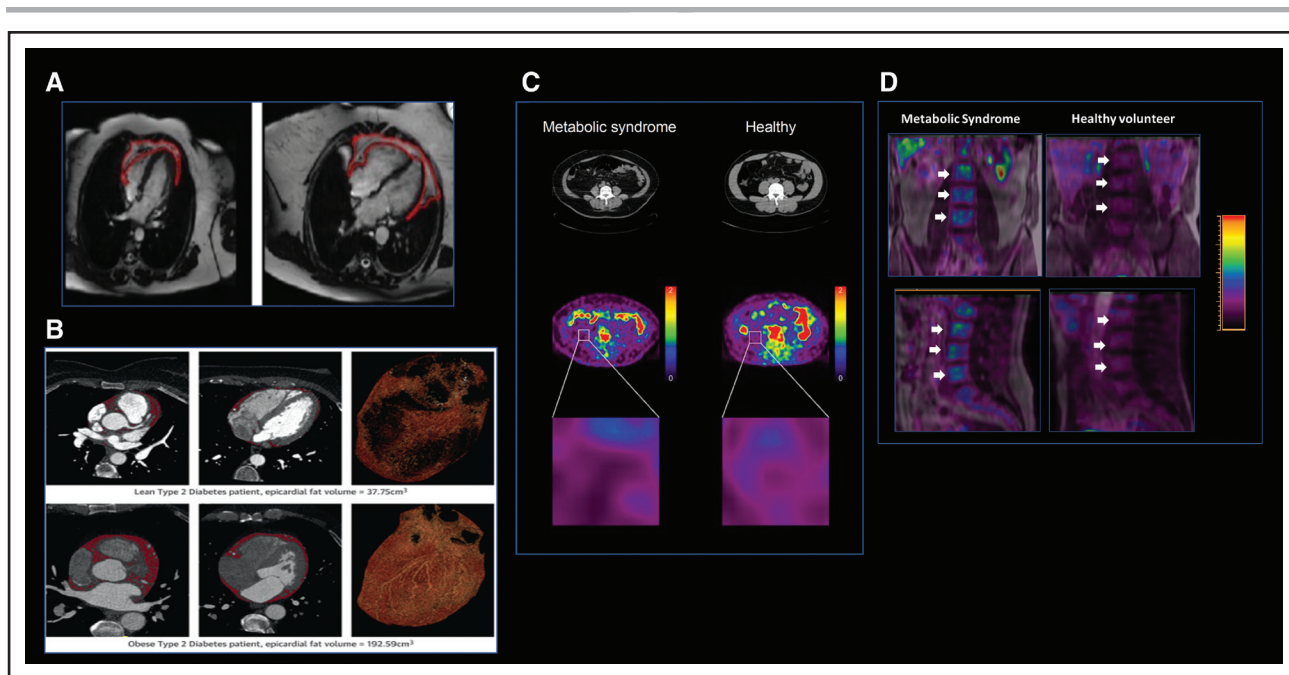 A
B
Lean Type 2 Diabetes patient, epicardial fat volume = 37.75cm³
Obese Type 2 Diabetes patient, epicardial fat volume = 192.59cm³
C
Metabolic syndrome Healthy
2 2
0 0
D
Metabolic Syndrome Healthy volunteer